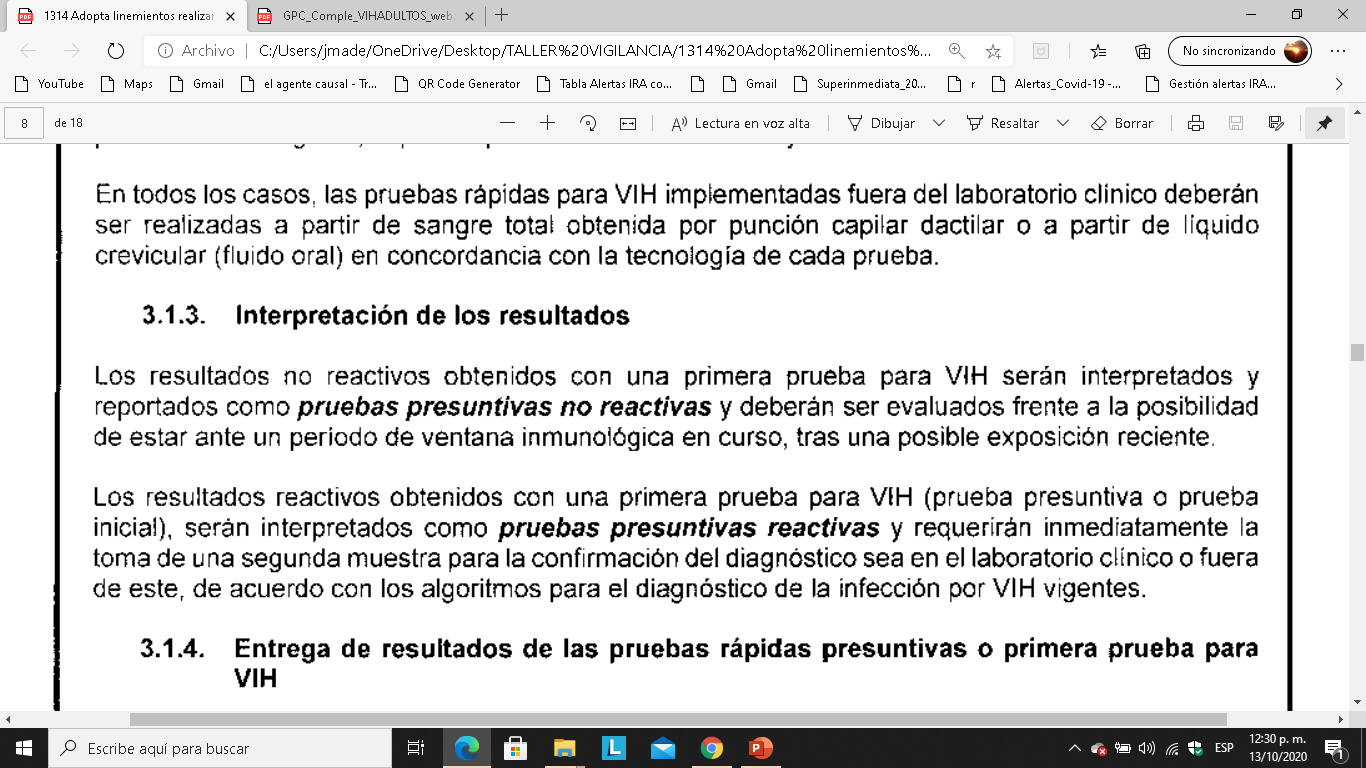 1314 Adopta linemientos realizar
GPC_Comple_VIHADULTOS_web.
Archivo
C:/Users/jmade/OneDrive/Desktop/TALLER%20VIGILANCIA/1314%20Adopta%20linemientos%...
No sincronizando
YouTube
Maps
Gmail
el agente causal - Tr...
QR Code Generator
Tabla Alertas IRA co...
Gmail
Superinmediata_20...
r
Alertas_Covid-19 -...
Gestión alertas IRA...
8 de 18
Lectura en voz alta
Dibujar
Resaltar
Borrar
En todos los casos, las pruebas rápidas para VIH implementadas fuera del laboratorio clínico deberán
ser realizadas a partir de sangre total obtenida por punción capilar dactilar o a partir de líquido
crevicular (fluido oral) en concordancia con la tecnología de cada prueba.
3.1.3. Interpretación de los resultados
Los resultados no reactivos obtenidos con una primera prueba para VIH serán interpretados y
reportados como pruebas presuntivas no reactivas y deberán ser evaluados frente a la posibilidad
de estar ante un período de ventana inmunológica en curso, tras una posible exposición reciente.
Los resultados reactivos obtenidos con una primera prueba para VIH (prueba presuntiva o prueba
inicial), serán interpretados como pruebas presuntivas reactivas y requerirán inmediatamente la
toma de una segunda muestra para la confirmación del diagnóstico sea en el laboratorio clínico o fuera
de este, de acuerdo con los algoritmos para el diagnóstico de la infección por VIH vigentes.
3.1.4. Entrega de resultados de las pruebas rápidas presuntivas o primera prueba para
VIH
Escribe aquí para buscar
ESP
12:30 p. m.
13/10/2020
1